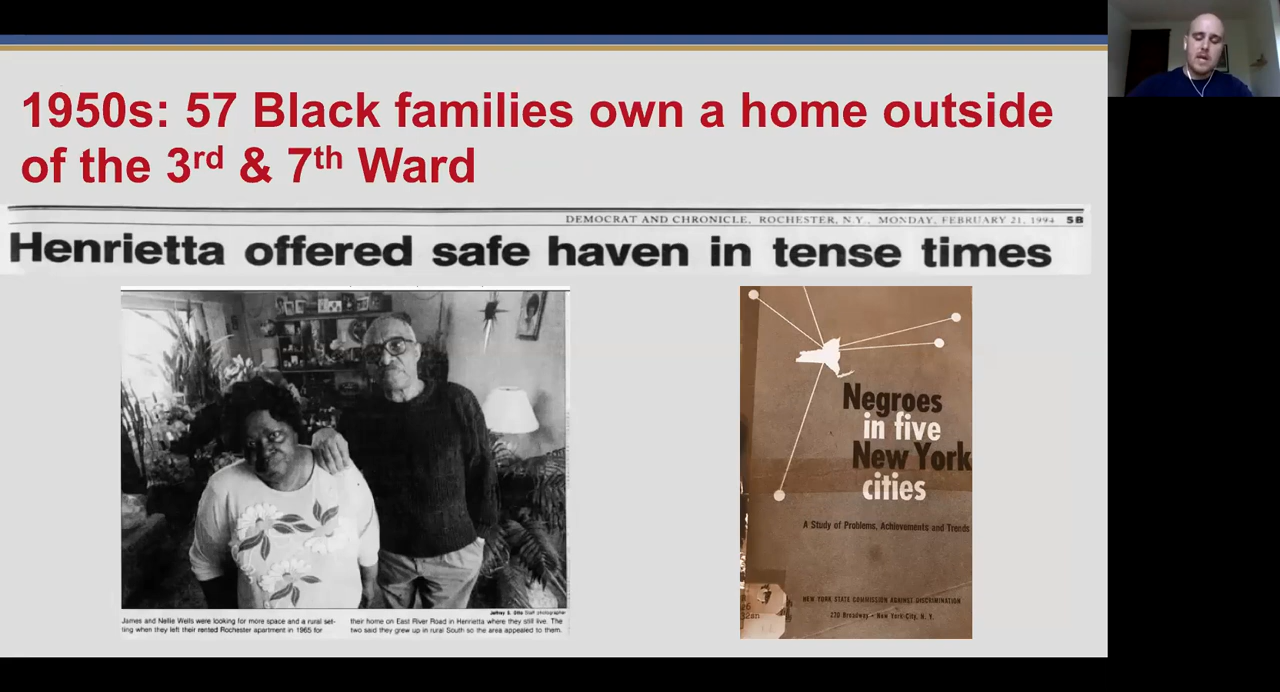 1950s: 57 Black families own a home outside
of the 3rd & 7th Ward
DEMOCRAT AND CHRONICLE, ROCHESTER, N.Y., MONDAY, FEBRUARY 21, 1994 5B
Henrietta offered safe haven in tense times
Jeffrey S. Otto Staff photographer
James and Nellie Wells were looking for more space and a rural set-
ting when they left their rented Rochester apartment in 1965 for
their home on East River Road in Henrietta where they still live. The
two said they grew up in rural South so the area appealed to them.
Negroes
in five
New York
cities
A Study of Problems, Achievements and Trends
NEW YORK STATE COMMISSION AGAINST DISCRIMINATION
270 Broadway - New York City, N. Y.